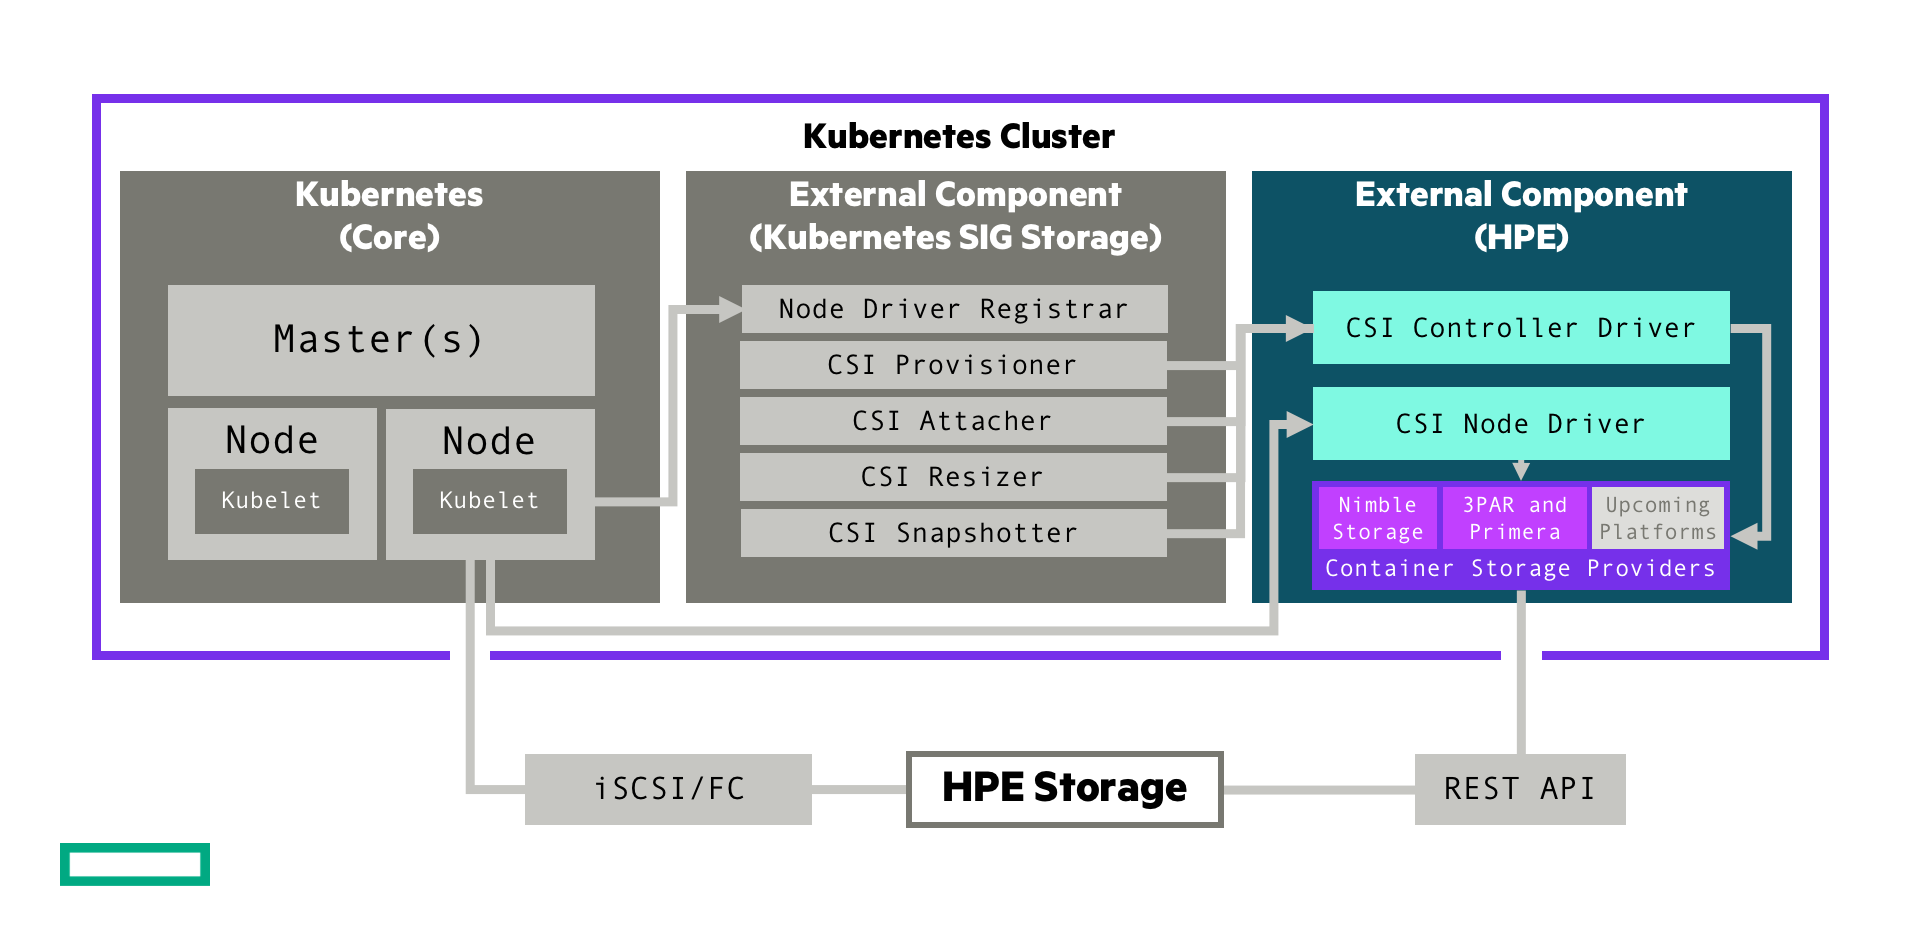 Kubernetes Cluster
Kubernetes
(Core)
Master(s)
Node
Kubelet
Node
Kubelet
External Component
(Kubernetes SIG Storage)
Node Driver Registrar
CSI Provisioner
CSI Attacher
CSI Resizer
CSI Snapshotter
External Component
(HPE)
CSI Controller Driver
CSI Node Driver
Nimble
Storage
3PAR and
Primera
Upcoming
Platforms
Container Storage Providers
iSCSI/FC
HPE Storage
REST API